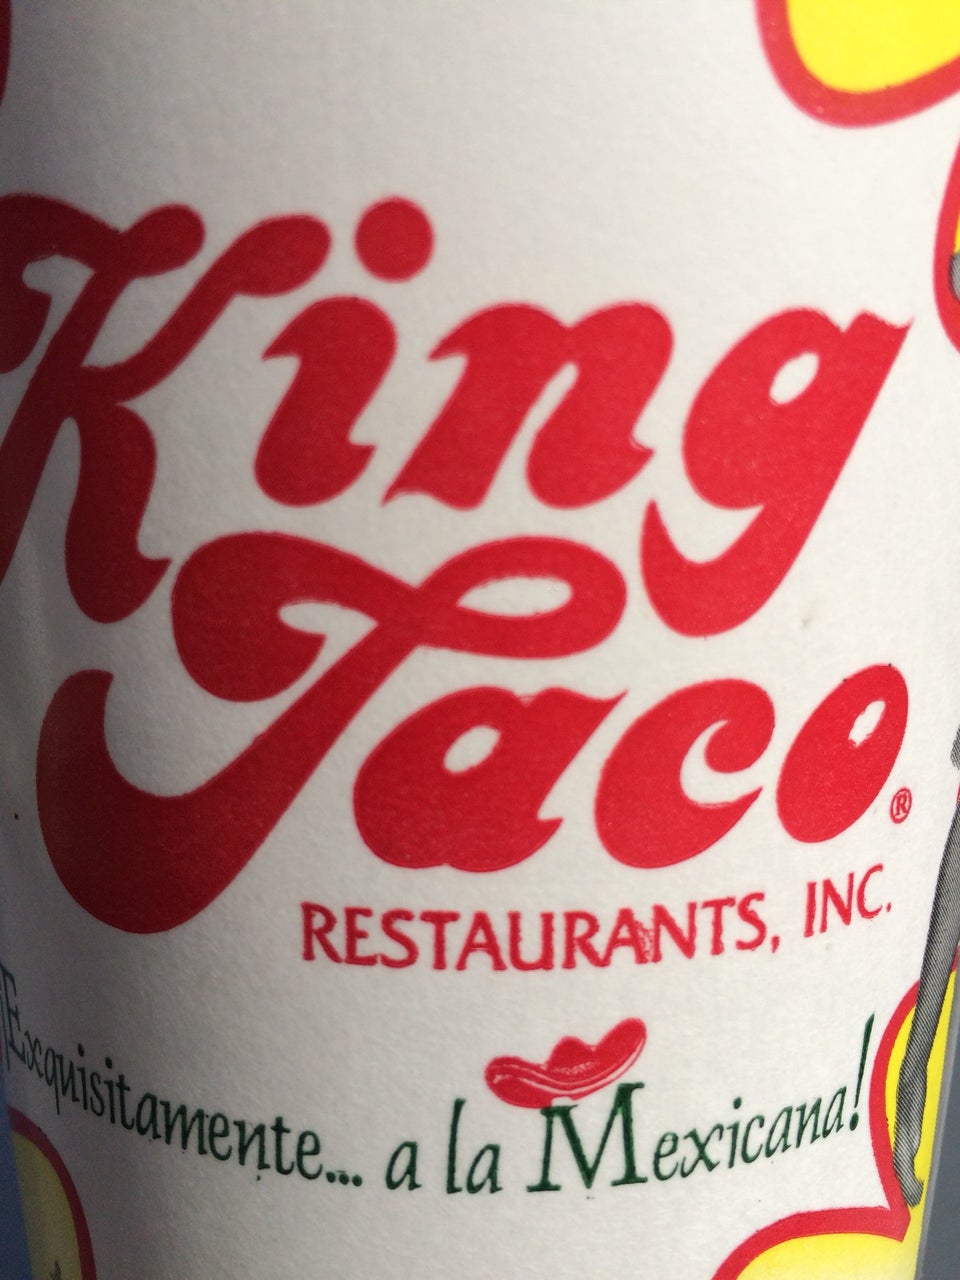 King
Taco®
RESTAURANTS, INC.
¡Exquisitamente... a la Mexicana!